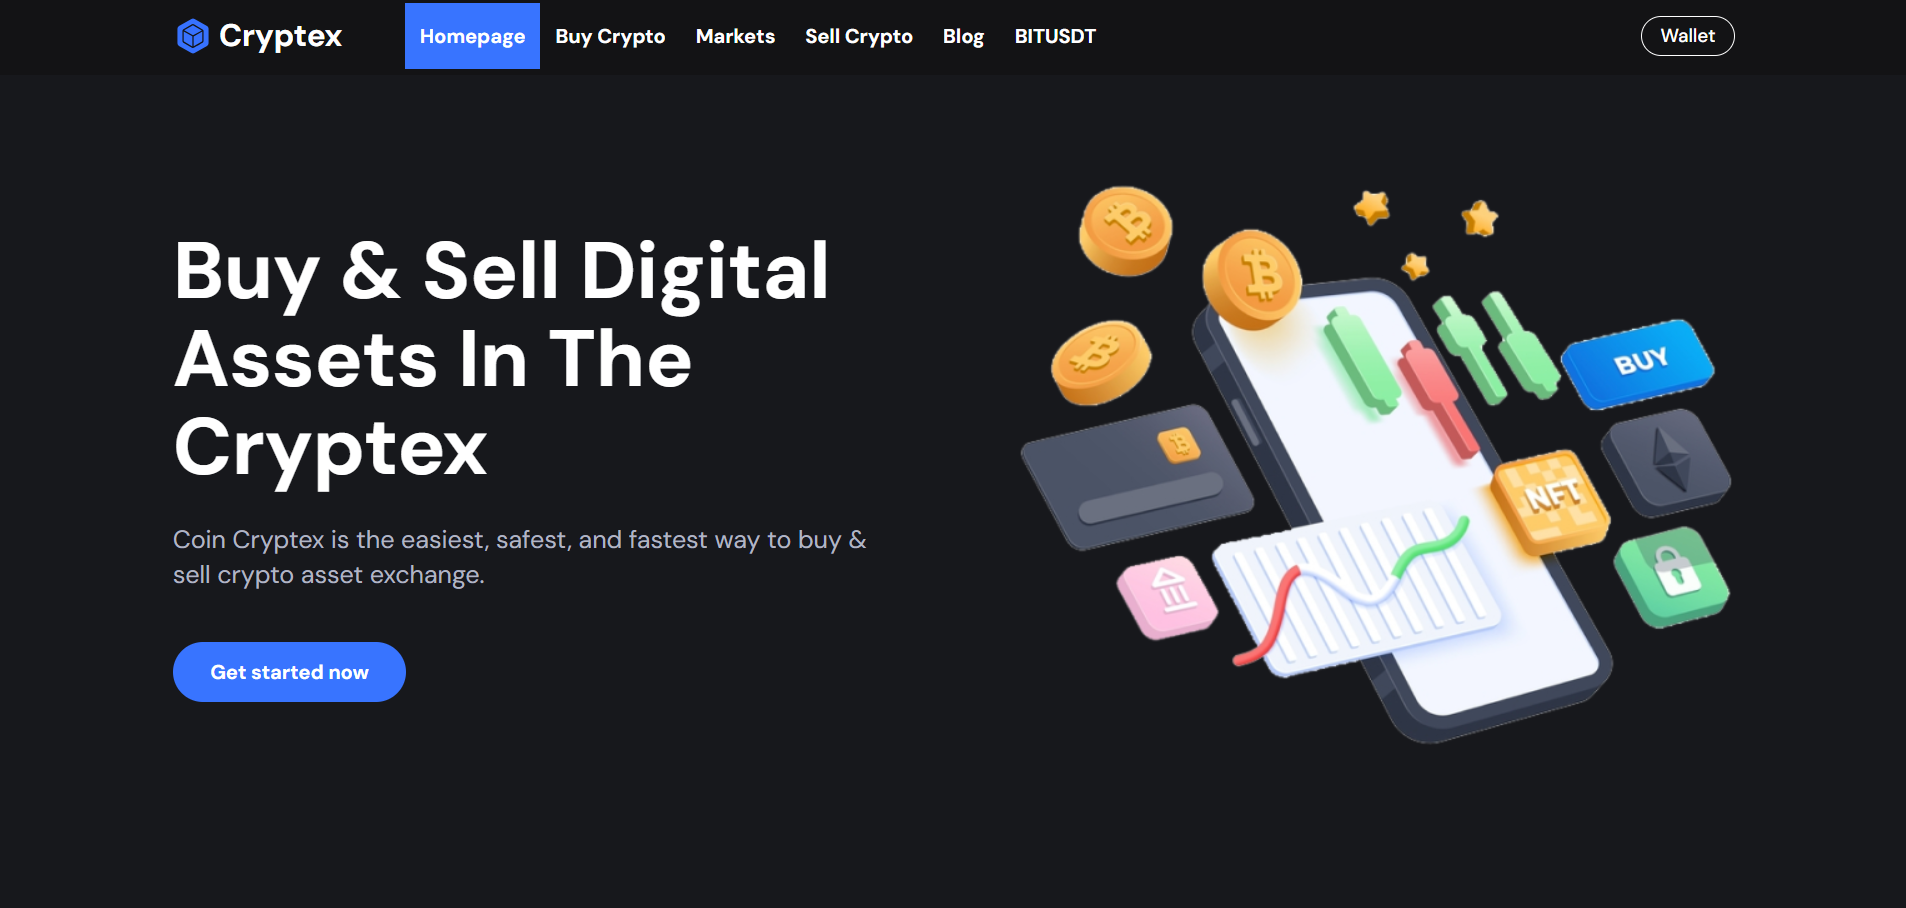 Cryptex
Homepage
Buy Crypto
Markets
Sell Crypto
Blog
BITUSDT
Wallet
Buy & Sell Digital
Assets In The
Cryptex
Coin Cryptex is the easiest, safest, and fastest way to buy &
sell crypto asset exchange.
Get started now
BUY
NFT